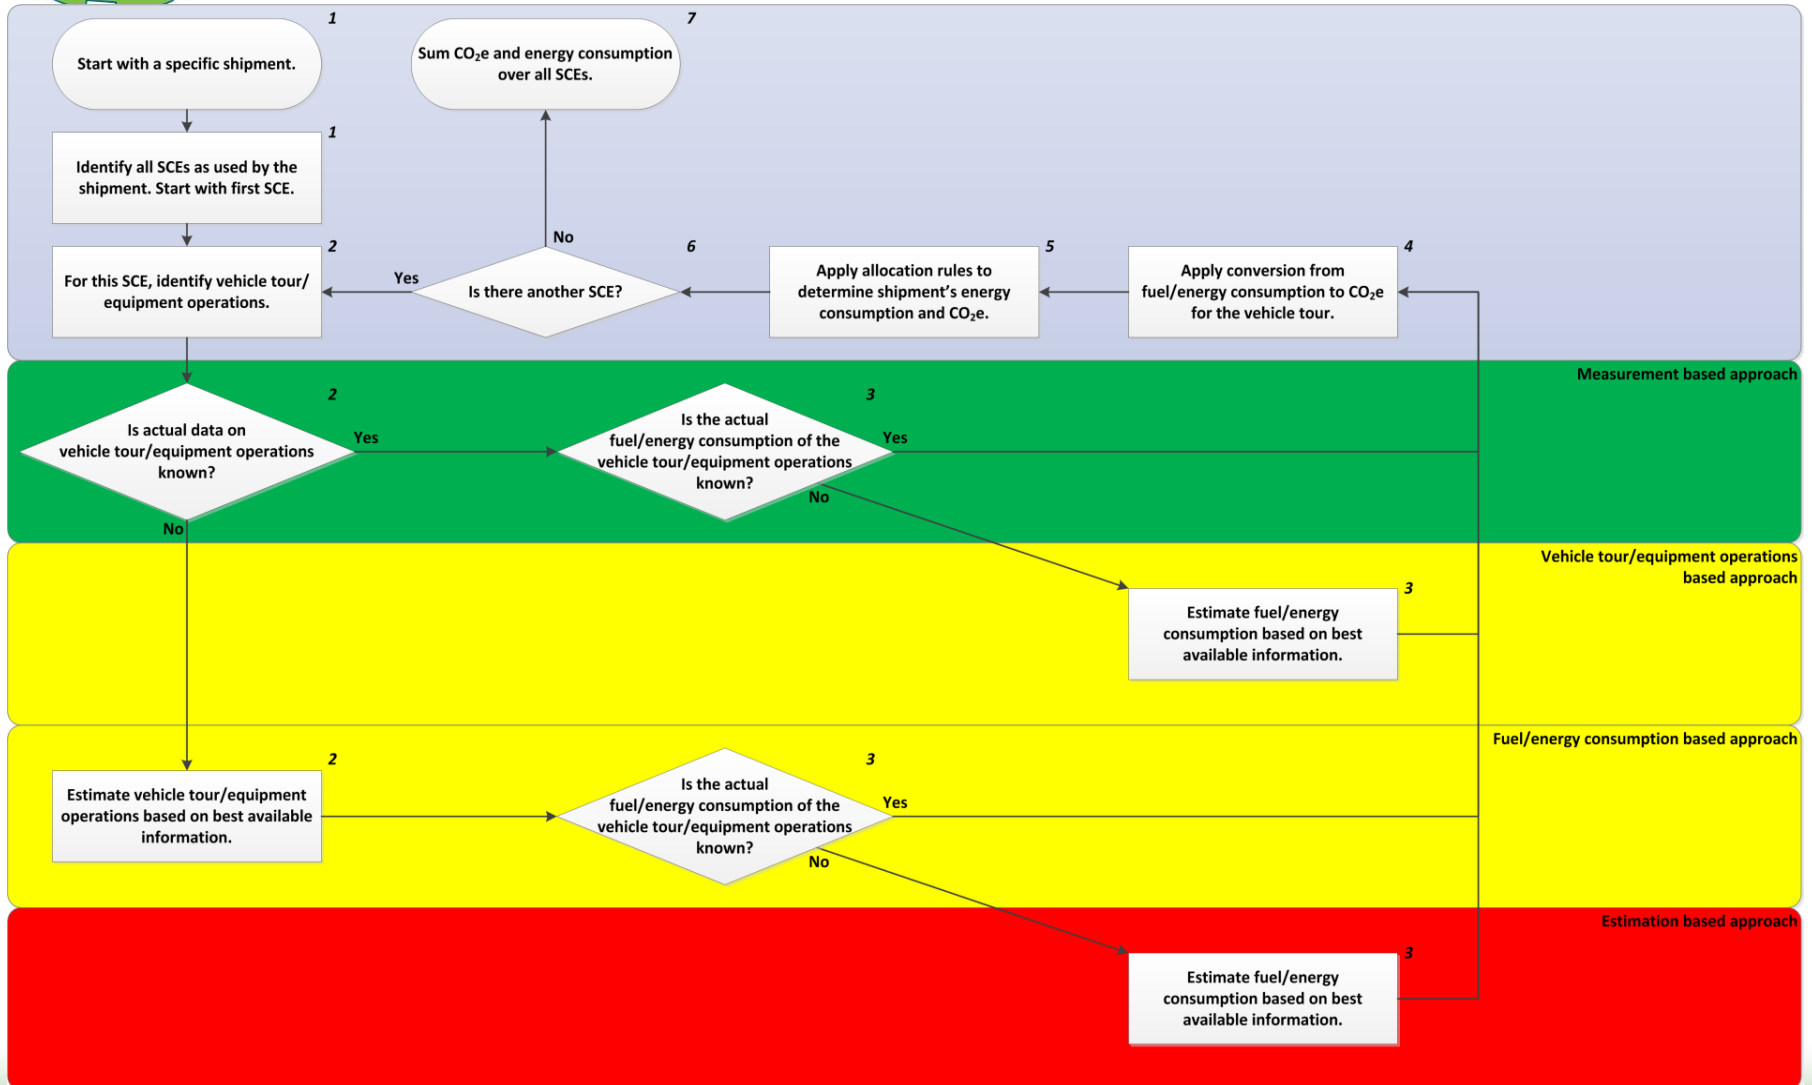 1
Start with a specific shipment.
7
Sum CO₂e and energy consumption
over all SCEs.
1
Identify all SCEs as used by the
shipment. Start with first SCE.
2
For this SCE, identify vehicle tour/
equipment operations.
Yes
No
6
Is there another SCE?
5
Apply allocation rules to
determine shipment’s energy
consumption and CO₂e.
4
Apply conversion from
fuel/energy consumption to CO₂e
for the vehicle tour.
Measurement based approach
2
Is actual data on
vehicle tour/equipment operations
known?
Yes
No
3
Is the actual
fuel/energy consumption of the
vehicle tour/equipment operations
known?
Yes
No
Vehicle tour/equipment operations
based approach
3
Estimate fuel/energy
consumption based on best
available information.
Fuel/energy consumption based approach
2
Estimate vehicle tour/equipment
operations based on best available
information.
3
Is the actual
fuel/energy consumption of the
vehicle tour/equipment operations
known?
Yes
No
Estimation based approach
3
Estimate fuel/energy
consumption based on best
available information.